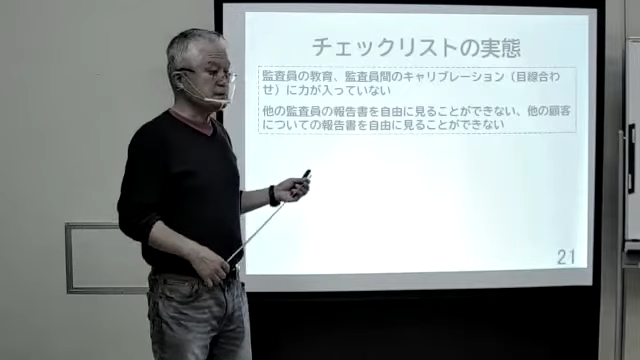 チェックリストの実態
監査員の教育、監査員間のキャリブレーション（目線合わ
せ）に力が入っていない
他の監査員の報告書を自由に見ることができない、他の顧客
についての報告書を自由に見ることができない
21